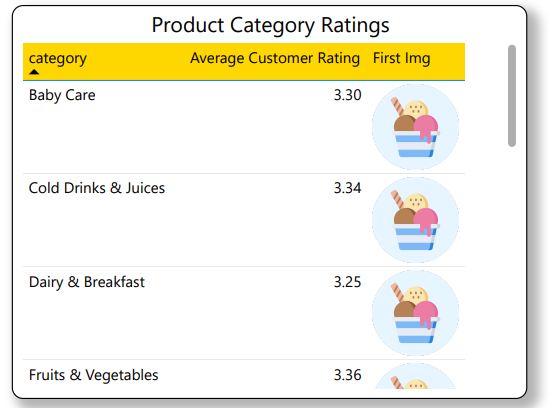 Product Category Ratings
category Average Customer Rating First Img
Baby Care 3.30
Cold Drinks & Juices 3.34
Dairy & Breakfast 3.25
Fruits & Vegetables 3.36